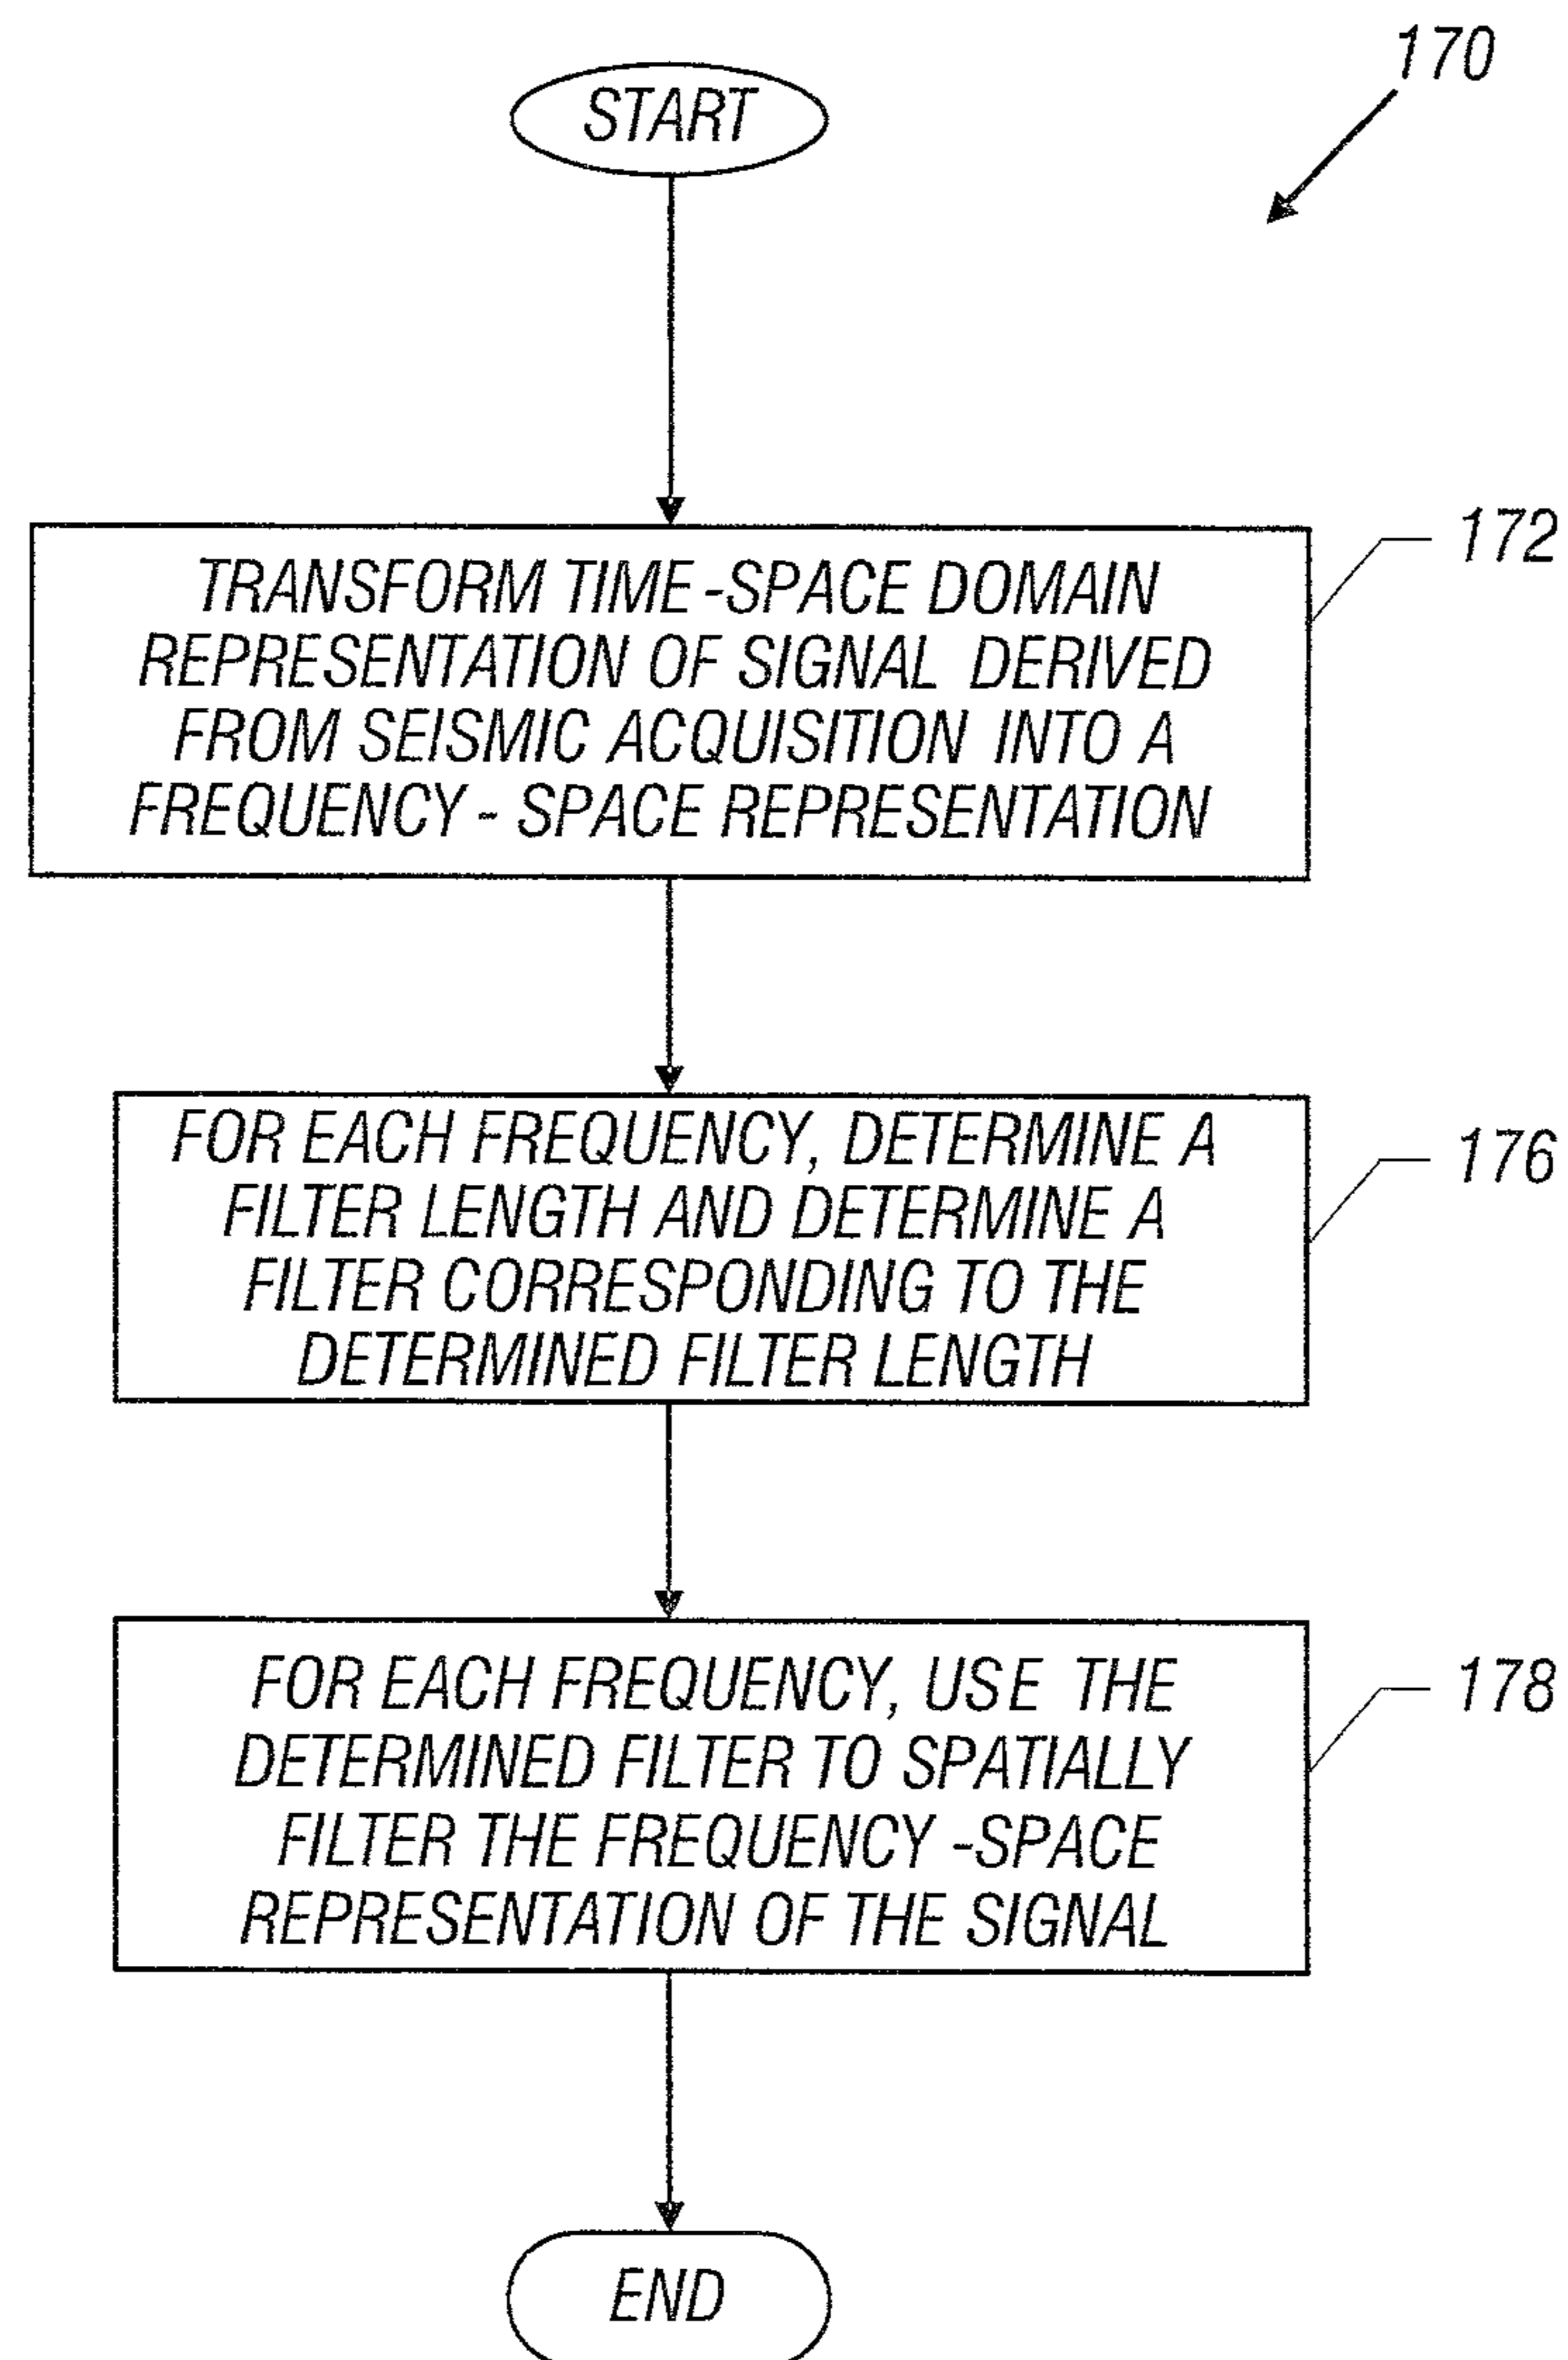 170
START
172
TRANSFORM TIME-SPACE DOMAIN
REPRESENTATION OF SIGNAL DERIVED
FROM SEISMIC ACQUISITION INTO A
FREQUENCY- SPACE REPRESENTATION
176
FOR EACH FREQUENCY, DETERMINE A
FILTER LENGTH AND DETERMINE A
FILTER CORRESPONDING TO THE
DETERMINED FILTER LENGTH
178
FOR EACH FREQUENCY, USE THE
DETERMINED FILTER TO SPATIALLY
FILTER THE FREQUENCY-SPACE
REPRESENTATION OF THE SIGNAL
END